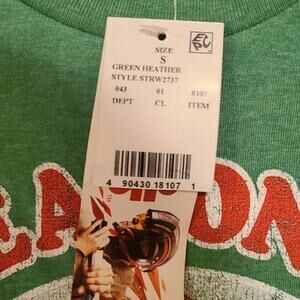 SIZE
S
GREEN HEATHER
STYLE STRW2737
043 01 8107
DEPT CL. ITEM
4 90430 18107 1